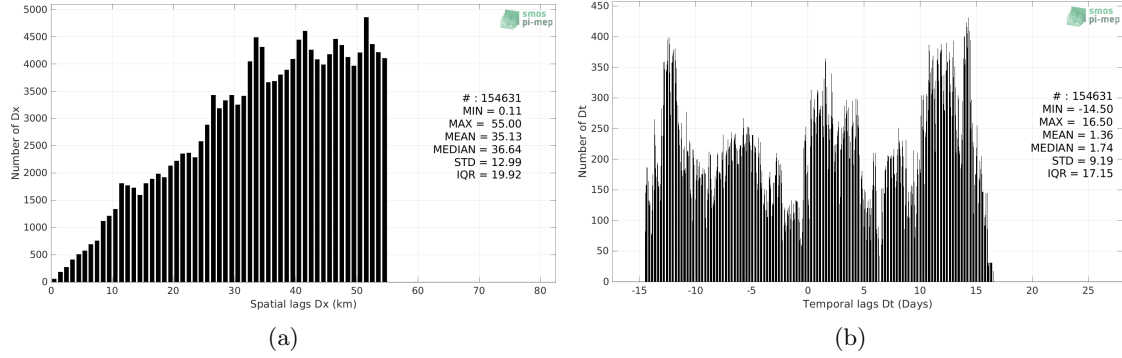 5000
4500
4000
3500
3000
2500
2000
1500
1000
500
0
Number of Dx
smos
pi-mep
# : 154631
MIN = 0.11
MAX = 55.00
MEAN = 35.13
MEDIAN = 36.64
STD = 12.99
IQR = 19.92
0 10 20 30 40 50 60 70 80
Spatial lags Dx (km)
(a)
450
400
350
300
250
200
150
100
50
0
Number of Dt
smos
pi-mep
# : 154631
MIN = -14.50
MAX = 16.50
MEAN = 1.36
MEDIAN = 1.74
STD = 9.19
IQR = 17.15
-15 -10 -5 0 5 10 15 20 25
Temporal lags Dt (Days)
(b)